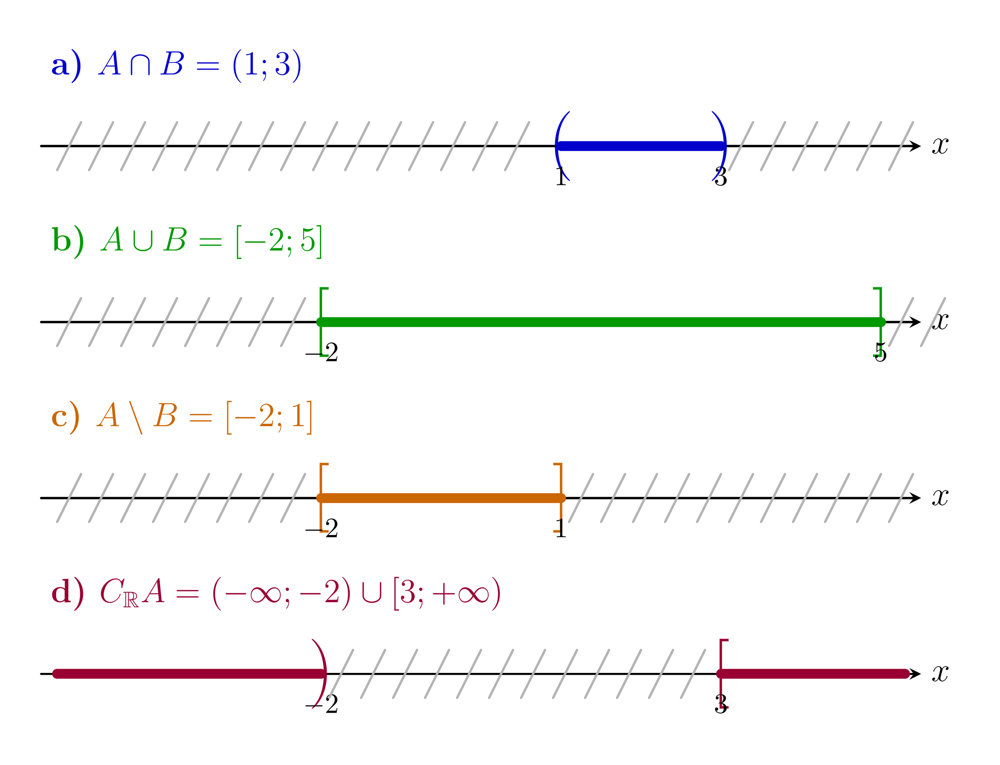 a) A ∩ B = (1; 3)
x
1 3
b) A ∪ B = [−2; 5]
x
−2 5
c) A \ B = [−2; 1]
x
−2 1
d) C_ℝA = (−∞; −2) ∪ [3; +∞)
x
−2 3